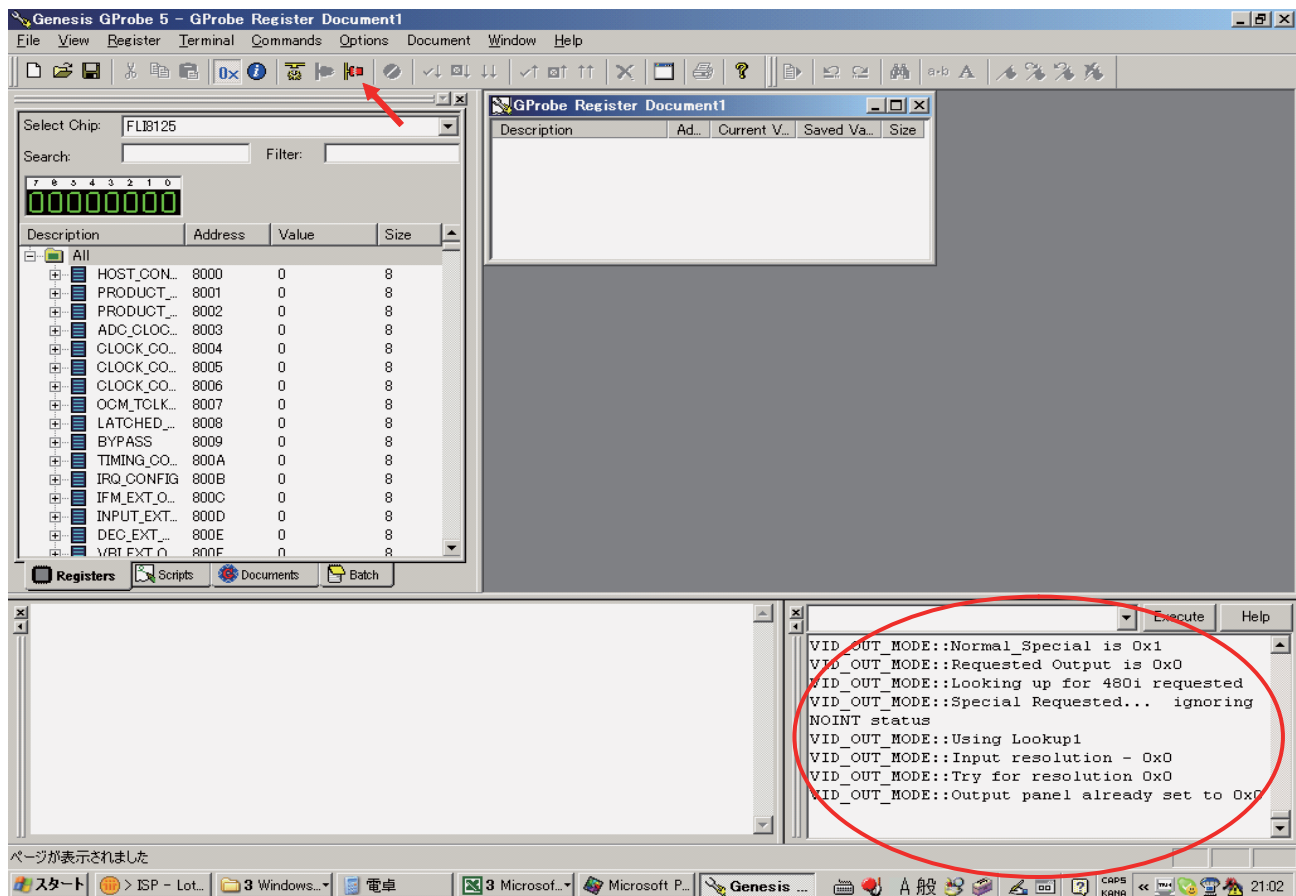 Genesis GProbe 5 - GProbe Register Document1
File View Register Terminal Commands Options Document Window Help
0x
a+b A
Select Chip: FLI8125
Search: Filter:
7 6 5 4 3 2 1 0
00000000
Description Address Value Size
All
HOST_CON... 8000 0 8
PRODUCT_... 8001 0 8
PRODUCT_... 8002 0 8
ADC_CLOC... 8003 0 8
CLOCK_CO... 8004 0 8
CLOCK_CO... 8005 0 8
CLOCK_CO... 8006 0 8
OCM_TCLK... 8007 0 8
LATCHED_... 8008 0 8
BYPASS 8009 0 8
TIMING_CO... 800A 0 8
IRQ_CONFIG 800B 0 8
IFM_EXT_O... 800C 0 8
INPUT_EXT... 800D 0 8
DEC_EXT_... 800E 0 8
VBI_EXT_O... 800F 0 8
Registers Scripts Documents Batch
GProbe Register Document1
Description Ad... Current V... Saved Va... Size
Execute Help
VID_OUT_MODE::Normal_Special is 0x1
VID_OUT_MODE::Requested Output is 0x0
VID_OUT_MODE::Looking up for 480i requested
VID_OUT_MODE::Special Requested... ignoring
NOINT status
VID_OUT_MODE::Using Lookup1
VID_OUT_MODE::Input resolution - 0x0
VID_OUT_MODE::Try for resolution 0x0
VID_OUT_MODE::Output panel already set to 0x0
ページが表示されました
スタート > ISP - Lot... 3 Windows... 電卓 3 Microsof... Microsoft P... Genesis ... A 般 CAPS KANA « 21:02